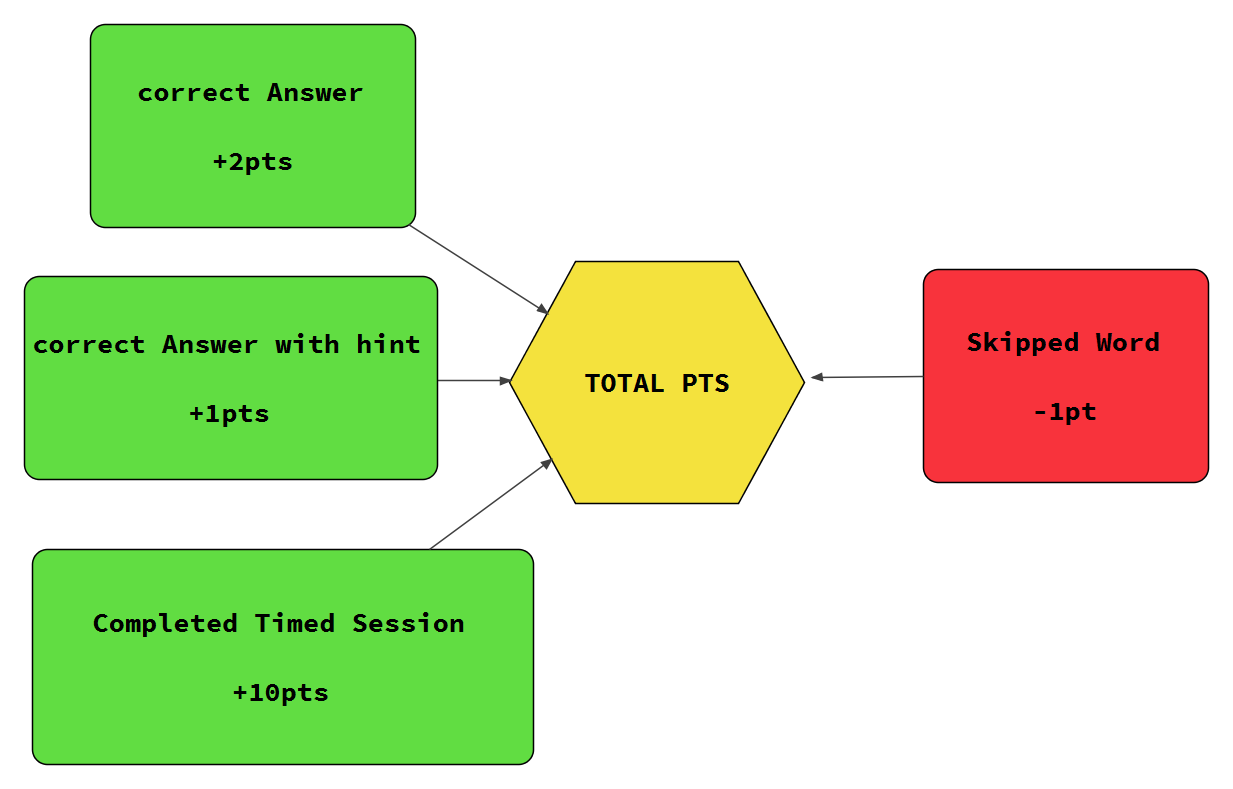 correct Answer
+2pts
correct Answer with hint
+1pts
Completed Timed Session
+10pts
TOTAL PTS
Skipped Word
-1pt